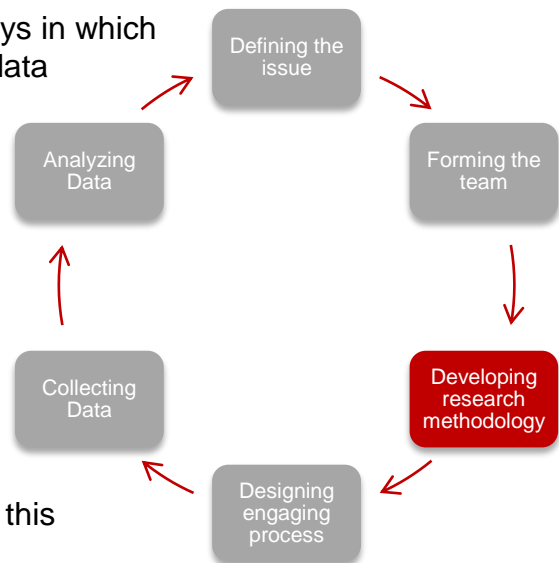 ys in which
data
Defining the
issue
Forming the
team
Developing
research
methodology
Designing
engaging
process
Collecting
Data
Analyzing
Data
this